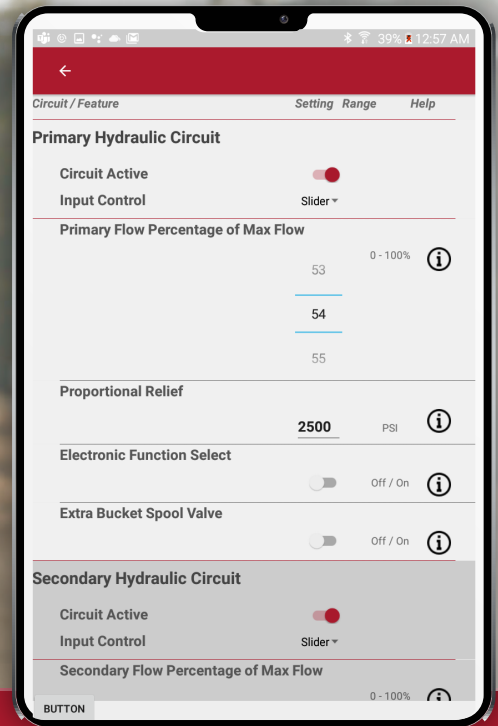 39% 12:57 AM
Circuit / Feature Setting Range Help
Primary Hydraulic Circuit
Circuit Active
Input Control Slider
Primary Flow Percentage of Max Flow
0 - 100%
53
54
55
Proportional Relief
2500 PSI
Electronic Function Select
Off / On
Extra Bucket Spool Valve
Off / On
Secondary Hydraulic Circuit
Circuit Active
Input Control Slider
Secondary Flow Percentage of Max Flow
0 - 100%
BUTTON